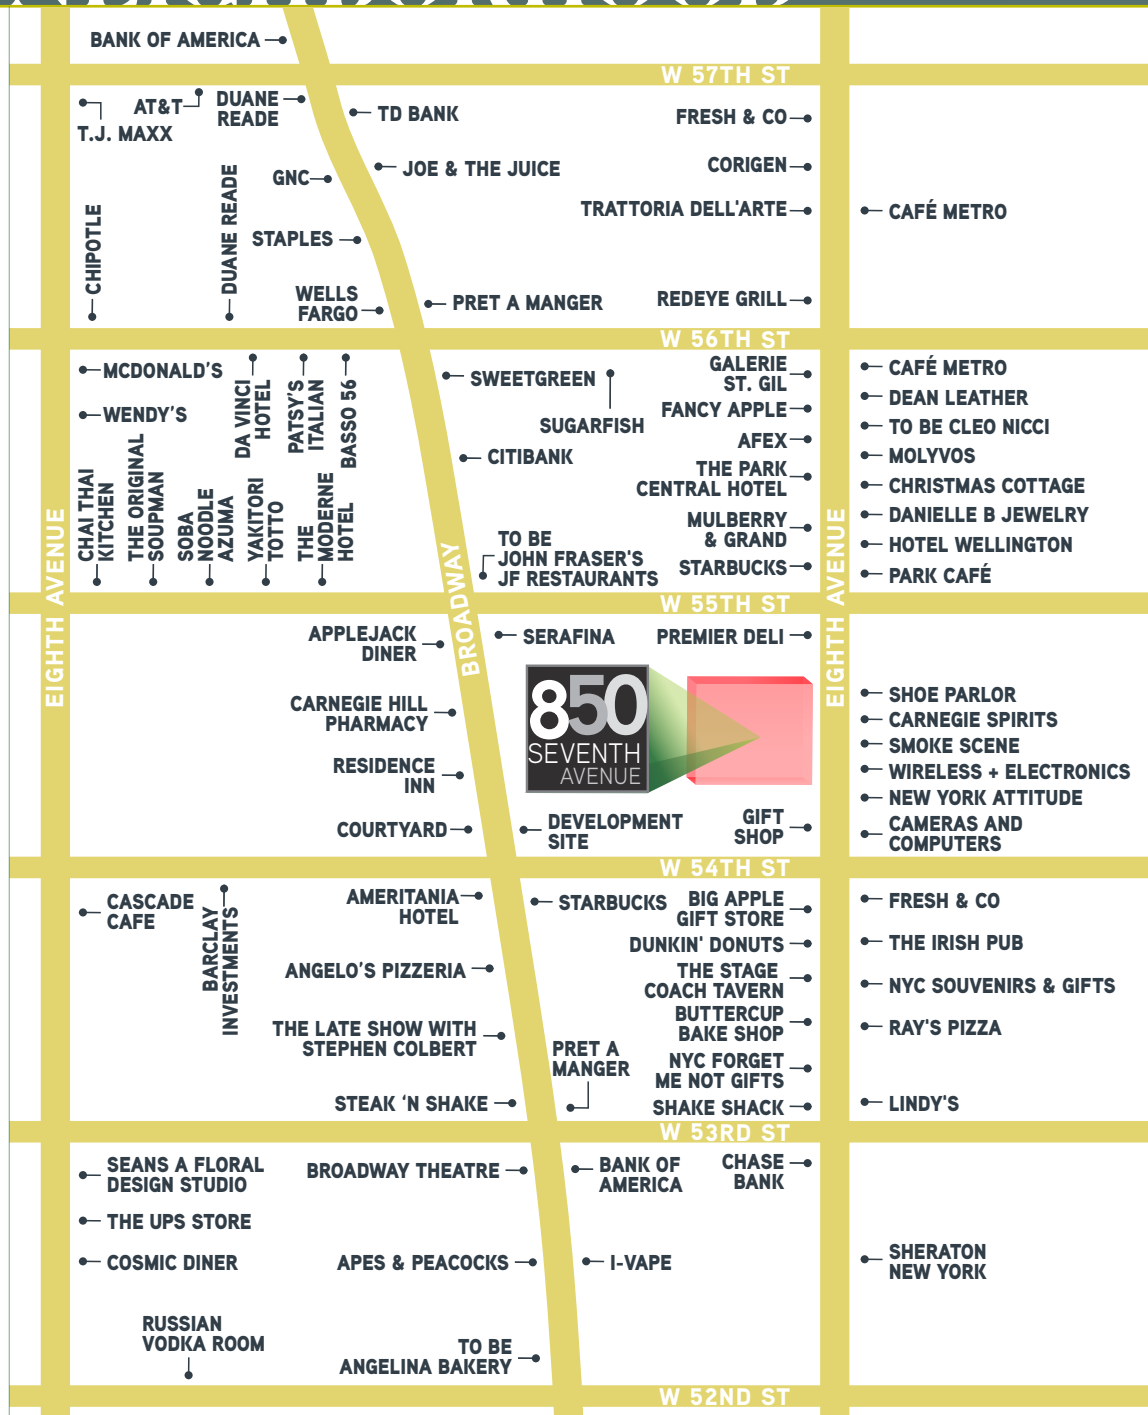 BANK OF AMERICA
W 57TH ST
T.J. MAXX
AT&T
DUANE
READE
TD BANK
FRESH & CO
GNC
JOE & THE JUICE
CORIGEN
CHIPOTLE
DUANE READE
STAPLES
TRATTORIA DELL'ARTE
CAFÉ METRO
WELLS
FARGO
PRET A MANGER
REDEYE GRILL
W 56TH ST
MCDONALD'S
WENDY'S
DA VINCI
HOTEL
PATSY'S
ITALIAN
BASSO 56
SWEETGREEN
SUGARFISH
CITIBANK
GALERIE
ST. GIL
FANCY APPLE
AFEX
THE PARK
CENTRAL HOTEL
MULBERRY
& GRAND
STARBUCKS
CAFÉ METRO
DEAN LEATHER
TO BE CLEO NICCI
MOLYVOS
CHRISTMAS COTTAGE
DANIELLE B JEWELRY
HOTEL WELLINGTON
PARK CAFÉ
CHAI THAI
KITCHEN
THE ORIGINAL
SOUPMAN
SOBA
NOODLE
AZUMA
YAKITORI
TOTTO
THE
MODERNE
HOTEL
TO BE
JOHN FRASER'S
JF RESTAURANTS
EIGHTH AVENUE
BROADWAY
EIGHTH AVENUE
W 55TH ST
APPLEJACK
DINER
SERAFINA
PREMIER DELI
CARNEGIE HILL
PHARMACY
RESIDENCE
INN
COURTYARD
850
SEVENTH
AVENUE
DEVELOPMENT
SITE
GIFT
SHOP
SHOE PARLOR
CARNEGIE SPIRITS
SMOKE SCENE
WIRELESS + ELECTRONICS
NEW YORK ATTITUDE
CAMERAS AND
COMPUTERS
W 54TH ST
CASCADE
CAFE
BARCLAY
INVESTMENTS
AMERITANIA
HOTEL
ANGELO'S PIZZERIA
THE LATE SHOW WITH
STEPHEN COLBERT
STEAK 'N SHAKE
STARBUCKS
PRET A
MANGER
BIG APPLE
GIFT STORE
DUNKIN' DONUTS
THE STAGE
COACH TAVERN
BUTTERCUP
BAKE SHOP
NYC FORGET
ME NOT GIFTS
SHAKE SHACK
FRESH & CO
THE IRISH PUB
NYC SOUVENIRS & GIFTS
RAY'S PIZZA
LINDY'S
W 53RD ST
SEANS A FLORAL
DESIGN STUDIO
THE UPS STORE
COSMIC DINER
RUSSIAN
VODKA ROOM
BROADWAY THEATRE
APES & PEACOCKS
TO BE
ANGELINA BAKERY
BANK OF
AMERICA
I-VAPE
CHASE
BANK
SHERATON
NEW YORK
W 52ND ST